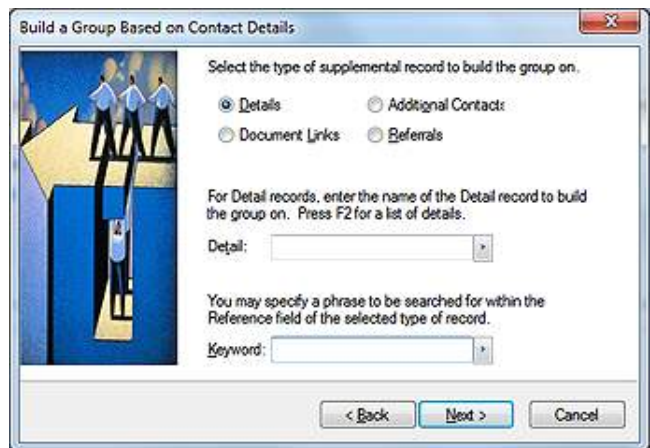 Build a Group Based on Contact Details
Select the type of supplemental record to build the group on.
Details Additional Contacts
Document Links Referrals
For Detail records, enter the name of the Detail record to build
the group on. Press F2 for a list of details.
Detail:
You may specify a phrase to be searched for within the
Reference field of the selected type of record.
Keyword:
< Back Next > Cancel